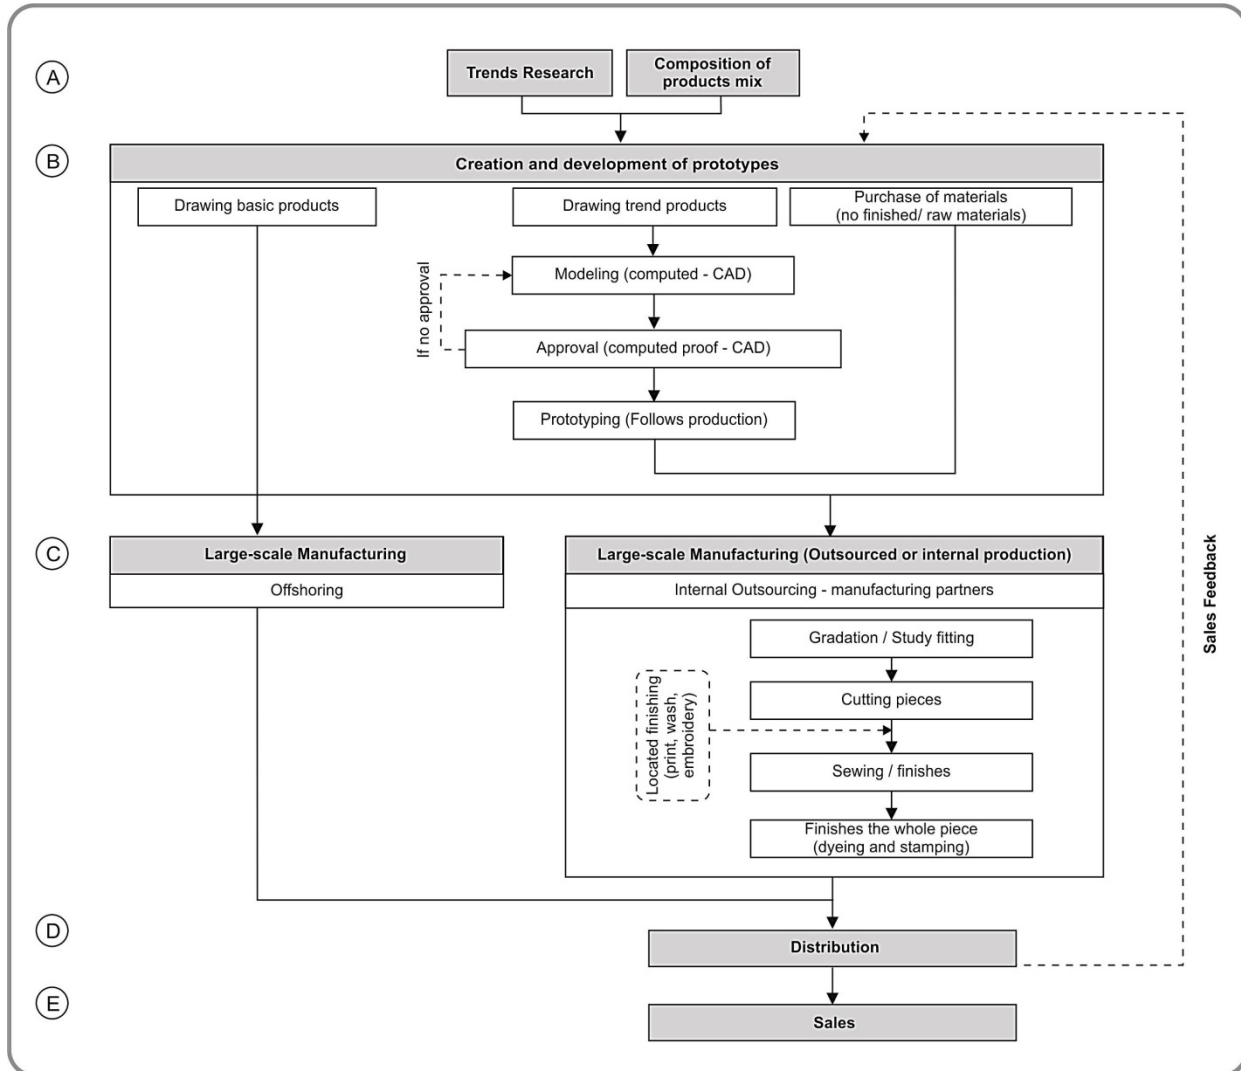 A
Trends Research
Composition of
products mix
B
Creation and development of prototypes
Drawing basic products
Drawing trend products
Purchase of materials
(no finished/ raw materials)
If no approval
Modeling (computed - CAD)
Approval (computed proof - CAD)
Prototyping (Follows production)
C
Large-scale Manufacturing
Offshoring
Large-scale Manufacturing (Outsourced or internal production)
Internal Outsourcing - manufacturing partners
Gradation / Study fitting
Cutting pieces
Located finishing
(print, wash,
embroidery)
Sewing / finishes
Finishes the whole piece
(dyeing and stamping)
Sales Feedback
D
Distribution
E
Sales